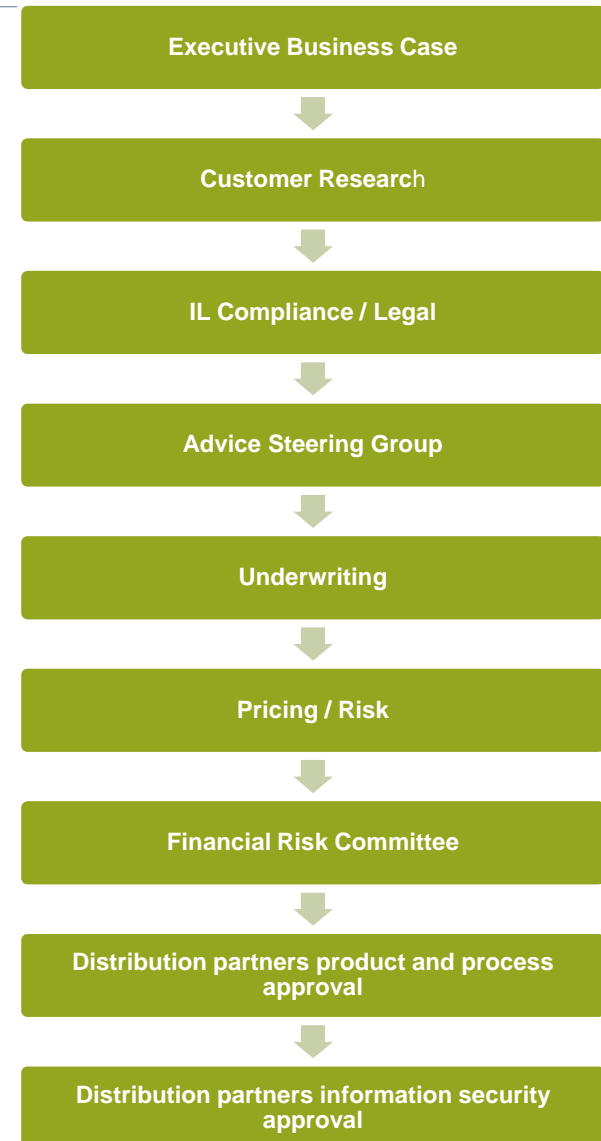 Executive Business Case
Customer Research
IL Compliance / Legal
Advice Steering Group
Underwriting
Pricing / Risk
Financial Risk Committee
Distribution partners product and process
approval
Distribution partners information security
approval